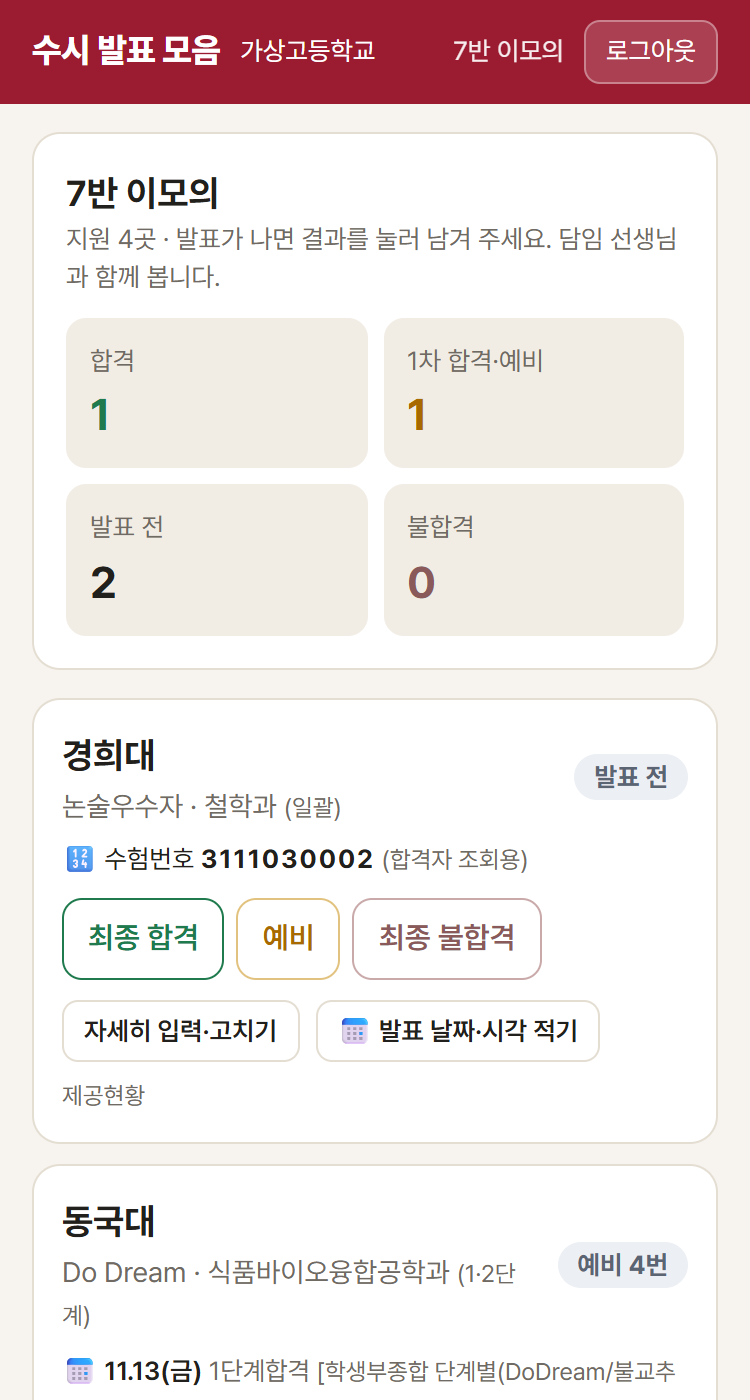 수시 발표 모음 가상고등학교 7반 이모의 로그아웃
7반 이모의
지원 4곳 · 발표가 나면 결과를 눌러 남겨 주세요. 담임 선생님
과 함께 봅니다.
합격 1차 합격·예비
1 1
발표 전 불합격
2 0
경희대
발표 전
논술우수자 · 철학과 (일괄)
수험번호 3111030002 (합격자 조회용)
최종 합격 예비 최종 불합격
자세히 입력·고치기 발표 날짜·시각 적기
제공현황
동국대
예비 4번
Do Dream · 식품바이오융합공학과 (1·2단
계)
11.13(금) 1단계합격 [학생부종합 단계별(DoDream/불교추